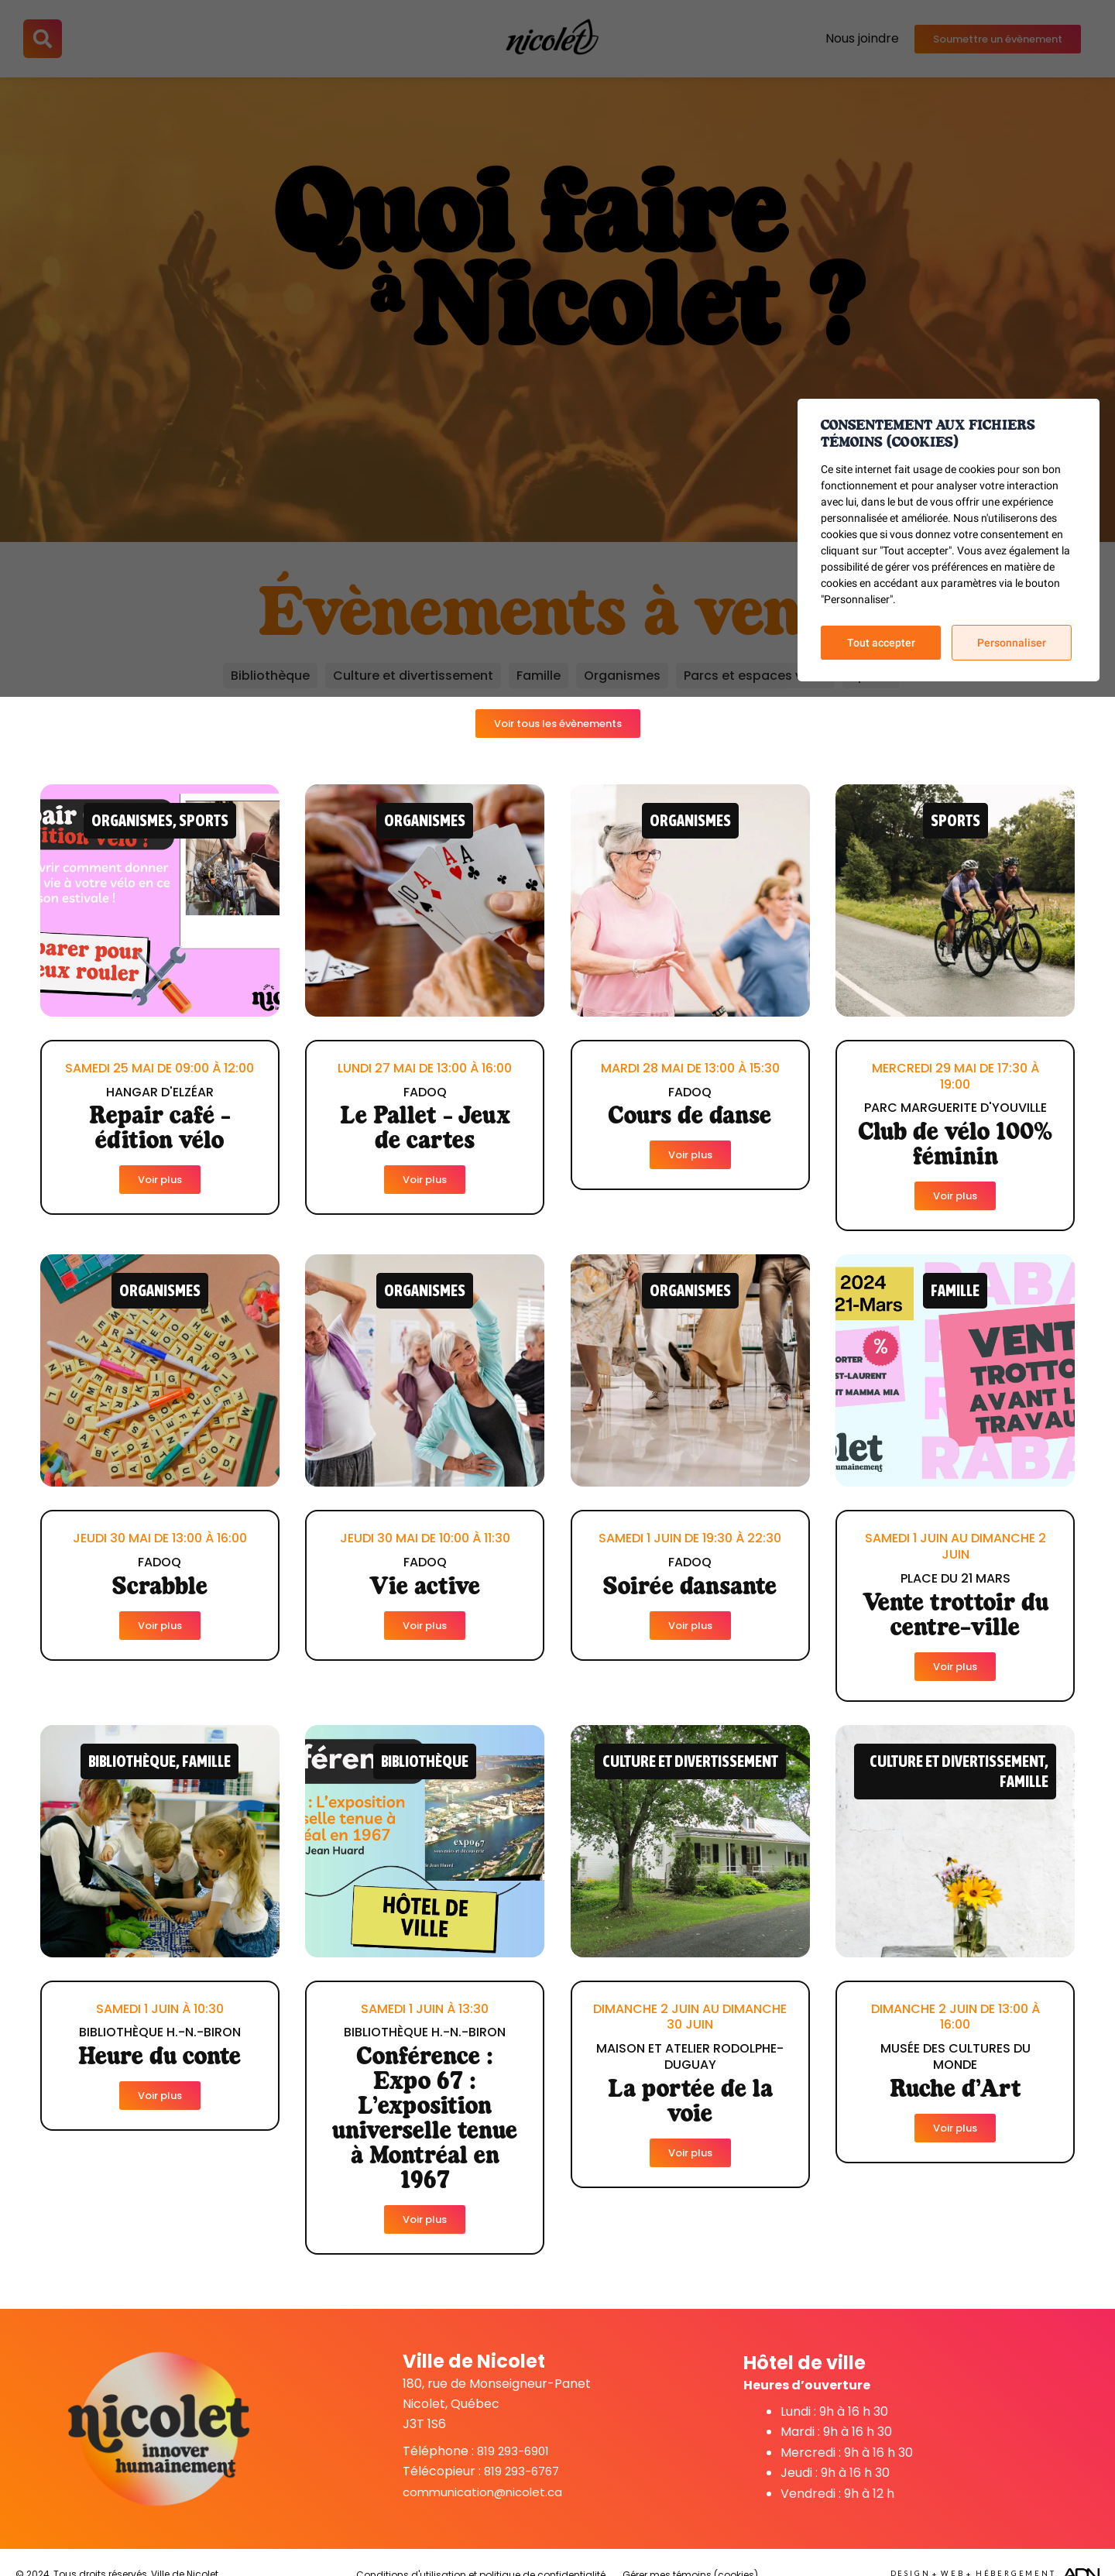 nicolet
Nous joindre
Soumettre un événement
Quoi faire
à Nicolet ?
CONSENTEMENT AUX FICHIERS
TÉMOINS (COOKIES)
Ce site internet fait usage de cookies pour son bon
fonctionnement et pour analyser votre interaction
avec lui, dans le but de vous offrir une expérience
personnalisée et améliorée. Nous n'utiliserons des
cookies que si vous donnez votre consentement en
cliquant sur "Tout accepter". Vous avez également la
possibilité de gérer vos préférences en matière de
cookies en accédant aux paramètres via le bouton
"Personnaliser".
Tout accepter
Personnaliser
Évènements à
Bibliothèque
Culture et divertissement
Famille
Organismes
Parcs et espaces
Voir tous les évènements
ORGANISMES, SPORTS
ORGANISMES
ORGANISMES
SPORTS
SAMEDI 25 MAI DE 09:00 À 12:00
HANGAR D'ELZÉAR
Repair café –
édition vélo
Voir plus
LUNDI 27 MAI DE 13:00 À 16:00
FADOQ
Le Pallet – Jeux
de cartes
Voir plus
MARDI 28 MAI DE 13:00 À 15:30
FADOQ
Cours de danse
Voir plus
MERCREDI 29 MAI DE 17:30 À
19:00
PARC MARGUERITE D'YOUVILLE
Club de vélo 100%
féminin
Voir plus
ORGANISMES
ORGANISMES
ORGANISMES
FAMILLE
2024
21-Mars
%
JEUDI 30 MAI DE 13:00 À 16:00
FADOQ
Scrabble
Voir plus
JEUDI 30 MAI DE 10:00 À 11:30
FADOQ
Vie active
Voir plus
SAMEDI 1 JUIN DE 19:30 À 22:30
FADOQ
Soirée dansante
Voir plus
SAMEDI 1 JUIN AU DIMANCHE 2
JUIN
PLACE DU 21 MARS
Vente trottoir du
centre-ville
Voir plus
BIBLIOTHÈQUE, FAMILLE
BIBLIOTHÈQUE
: L'exposition
selle tenue à
éal en 1967
Jean Huard
expo67
HÔTEL DE
VILLE
CULTURE ET DIVERTISSEMENT
CULTURE ET DIVERTISSEMENT,
FAMILLE
SAMEDI 1 JUIN À 10:30
BIBLIOTHÈQUE H.-N.-BIRON
Heure du conte
Voir plus
SAMEDI 1 JUIN À 13:30
BIBLIOTHÈQUE H.-N.-BIRON
Conférence :
Expo 67 :
L'exposition
universelle tenue
à Montréal en
1967
Voir plus
DIMANCHE 2 JUIN AU DIMANCHE
30 JUIN
MAISON ET ATELIER RODOLPHE-
DUGUAY
La portée de la
voie
Voir plus
DIMANCHE 2 JUIN DE 13:00 À
16:00
MUSÉE DES CULTURES DU
MONDE
Ruche d'Art
Voir plus
nicolet
innover
humainement
Ville de Nicolet
180, rue de Monseigneur-Panet
Nicolet, Québec
J3T 1S6
Téléphone : 819 293-6901
Télécopieur : 819 293-6767
communication@nicolet.ca
Hôtel de ville
Heures d'ouverture
Lundi : 9h à 16 h 30
Mardi : 9h à 16 h 30
Mercredi : 9h à 16 h 30
Jeudi : 9h à 16 h 30
Vendredi : 9h à 12 h
© 2024. Tous droits réservés. Ville de Nicolet
Conditions d'utilisation et politique de confidentialité
Gérer mes témoins (cookies)
DESIGN + WEB + HÉBERGEMENT
ADN